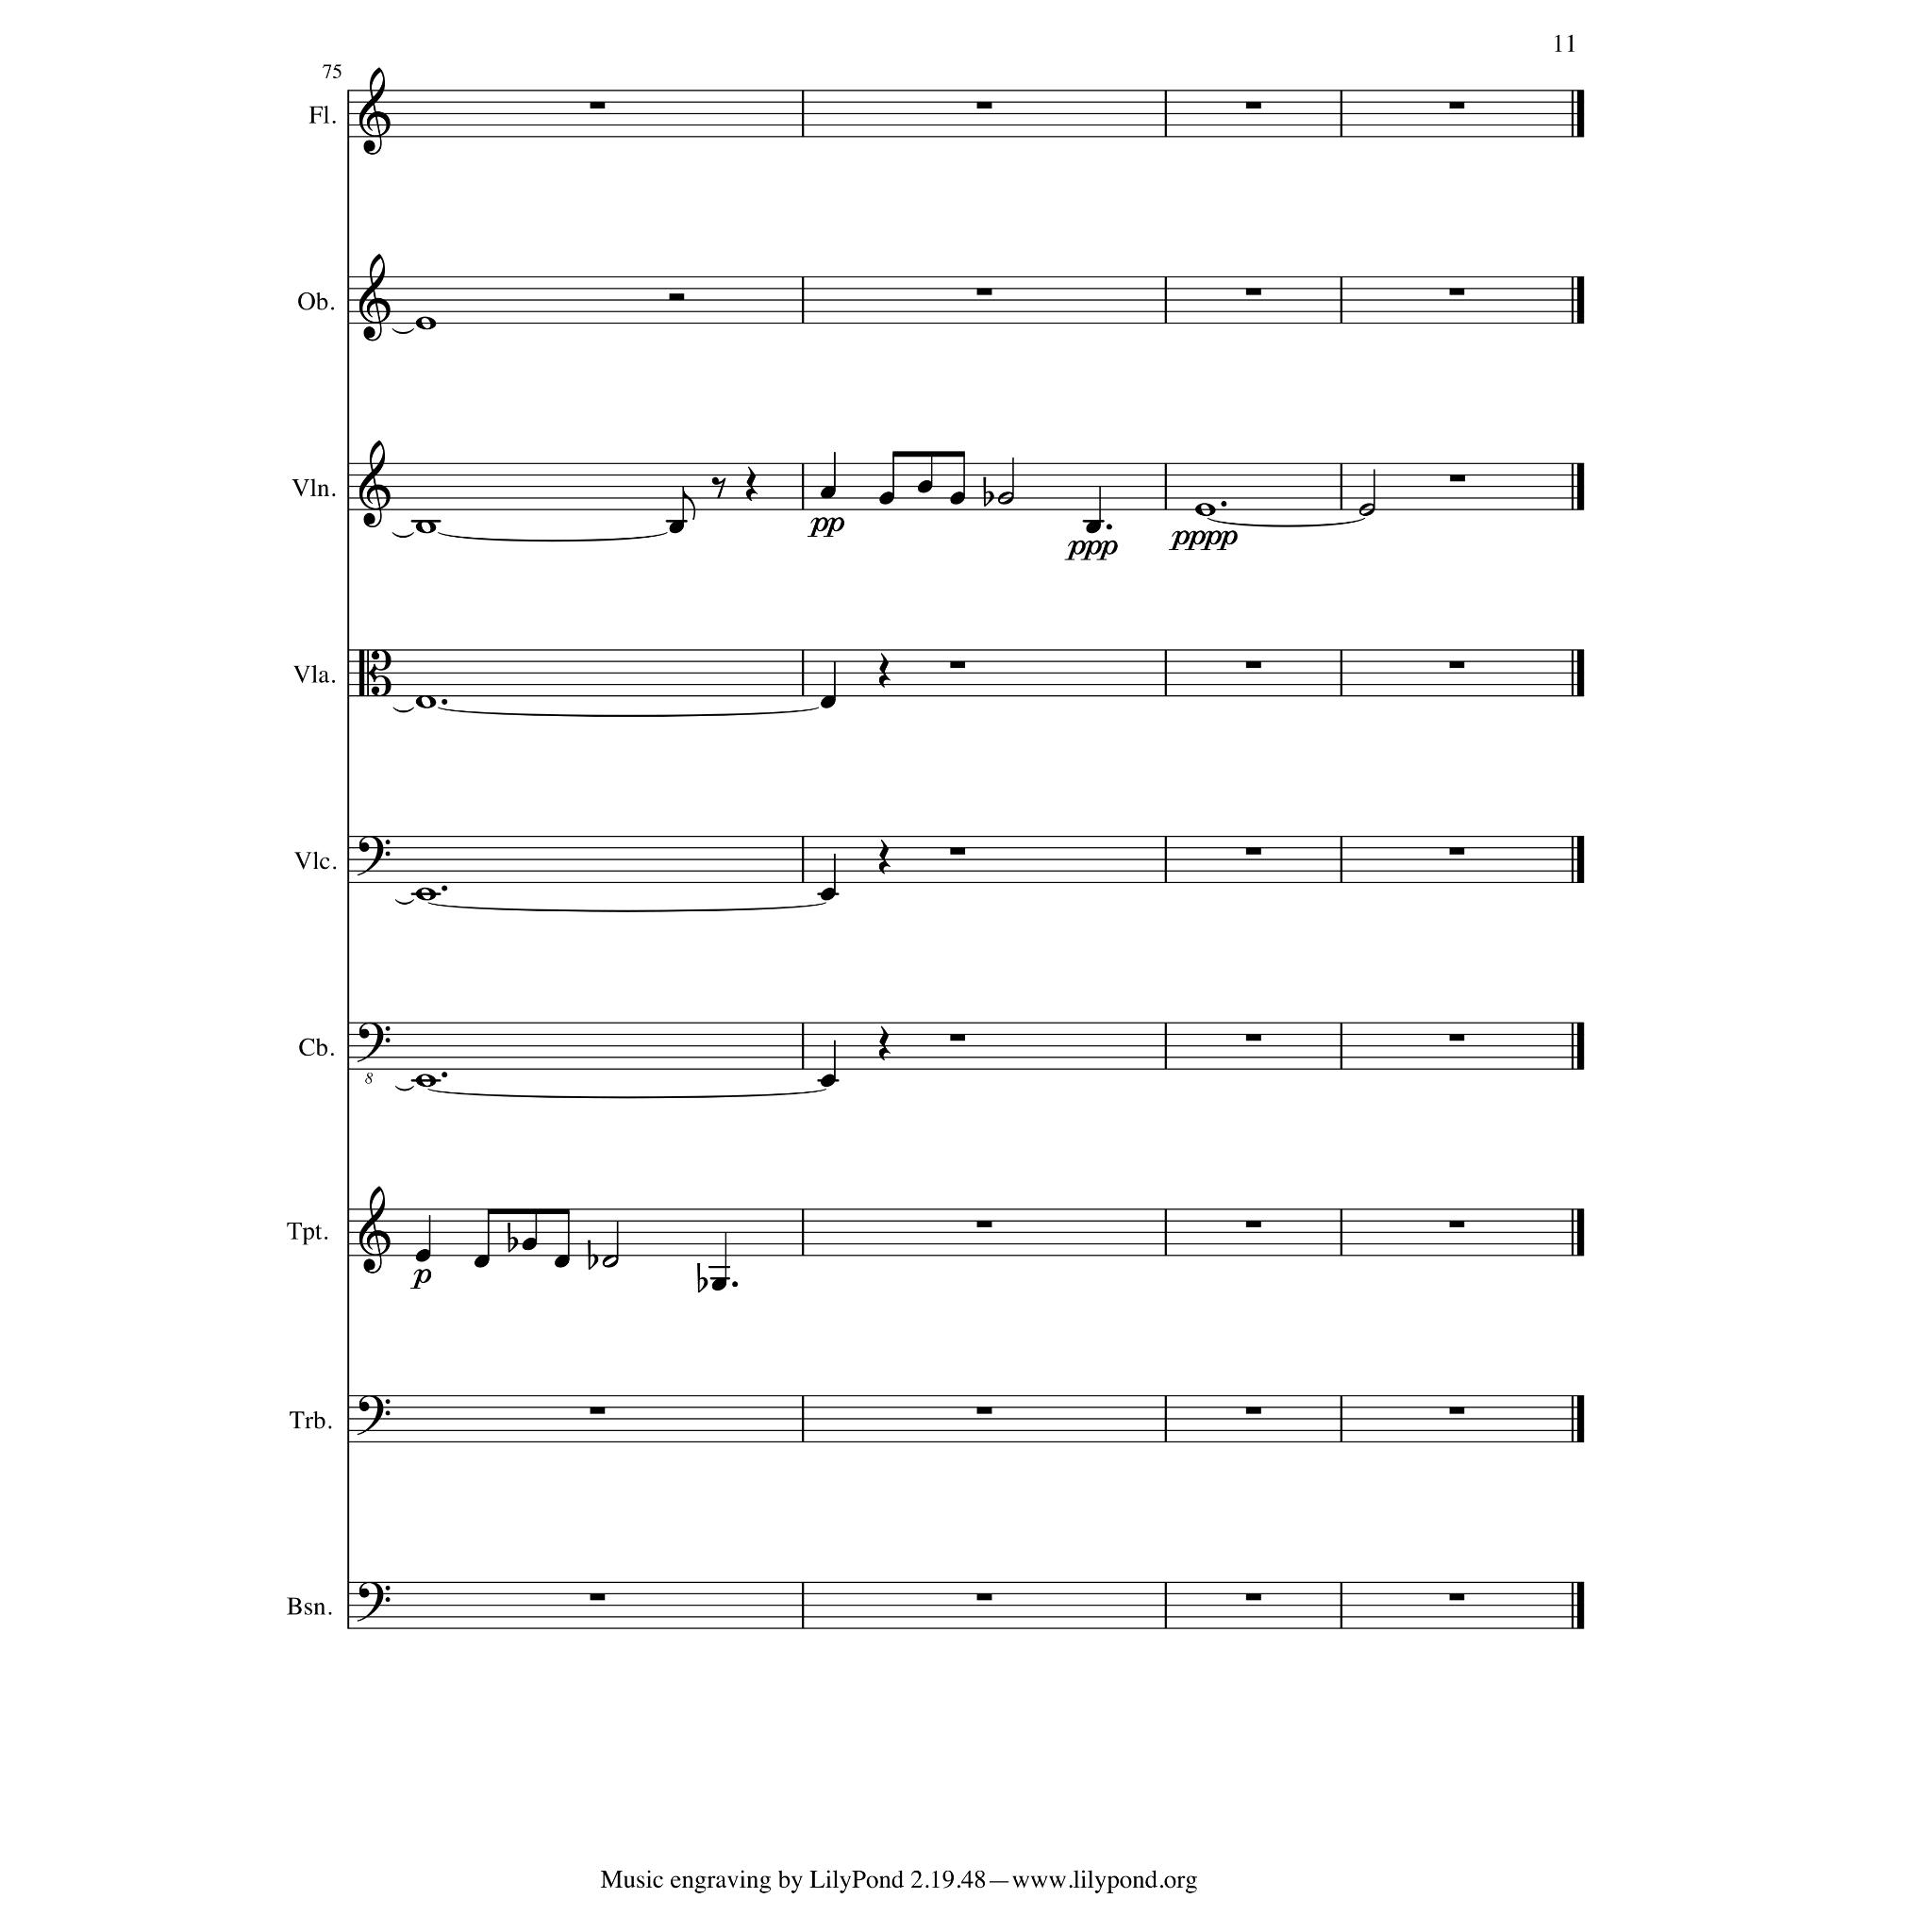 11
75
Fl.
Ob.
Vln.
pp
ppp
pppp
Vla.
Vlc.
Cb.
8
Tpt.
p
Trb.
Bsn.
Music engraving by LilyPond 2.19.48—www.lilypond.org